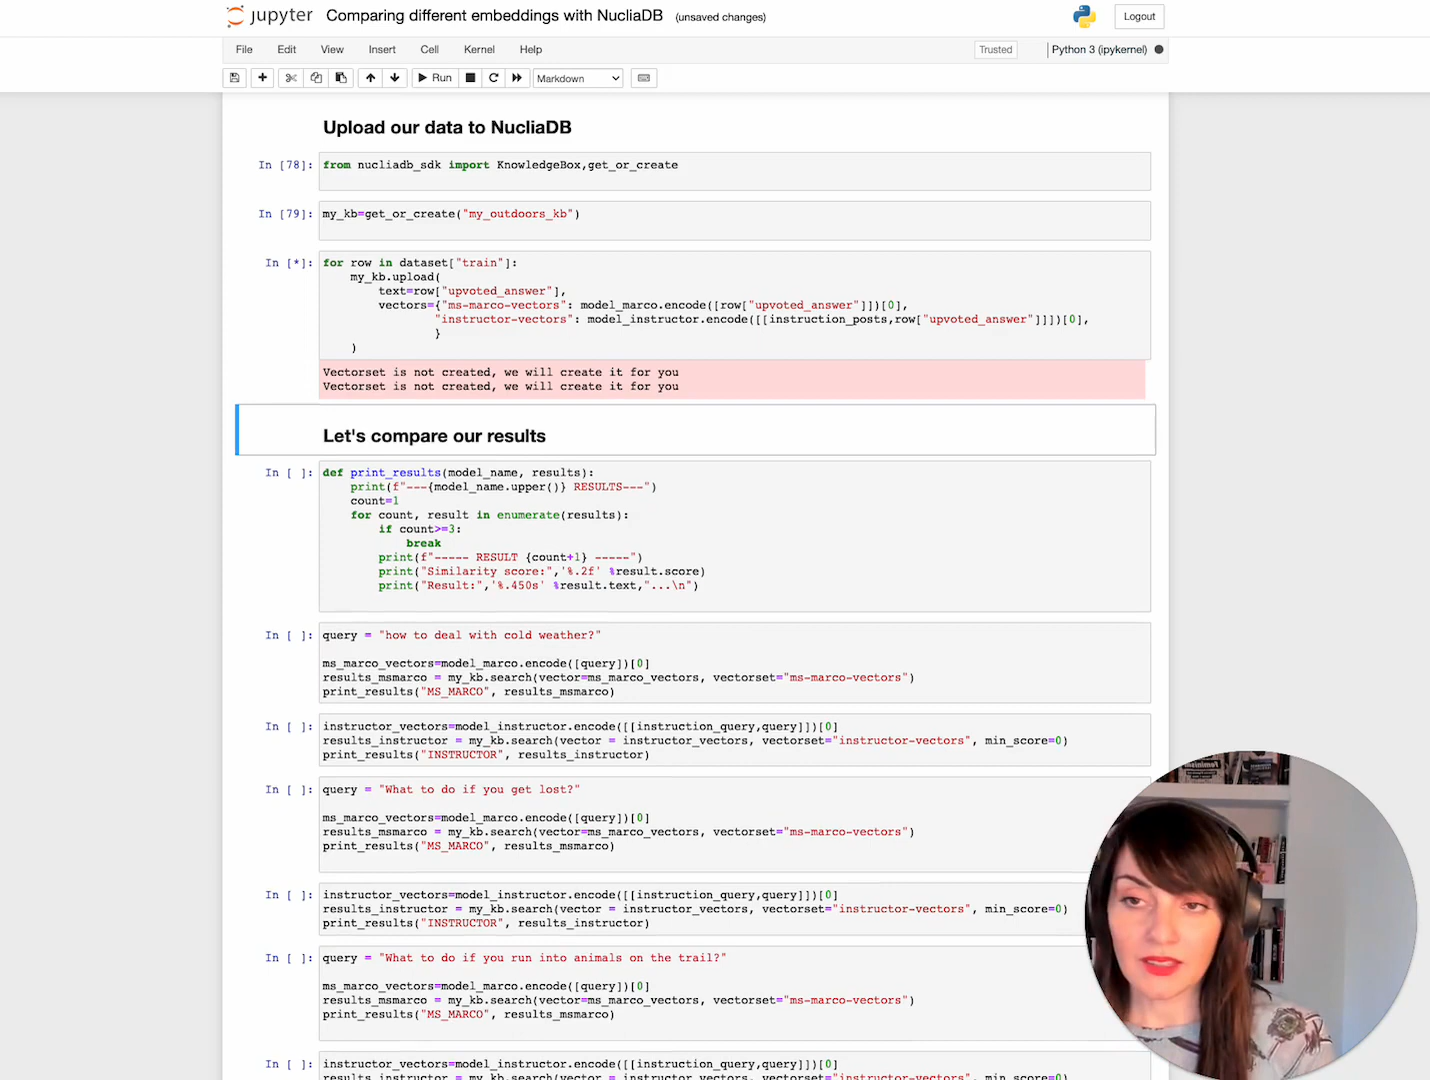 jupyter Comparing different embeddings with NucliaDB (unsaved changes)
Logout
File Edit View Insert Cell Kernel Help
Trusted Python 3 (ipykernel)
Run Markdown
Upload our data to NucliaDB
In [78]: from nucliadb_sdk import KnowledgeBox,get_or_create
In [79]: my_kb=get_or_create("my_outdoors_kb")
In [*]: for row in dataset["train"]:
my_kb.upload(
text=row["upvoted_answer"],
vectors={"ms-marco-vectors": model_marco.encode([row["upvoted_answer"]])[0],
"instructor-vectors": model_instructor.encode([[instruction_posts,row["upvoted_answer"]]])[0],
}
)
Vectorset is not created, we will create it for you
Vectorset is not created, we will create it for you
Let's compare our results
In [ ]: def print_results(model_name, results):
print(f"---{model_name.upper()} RESULTS---")
count=1
for count, result in enumerate(results):
if count>=3:
break
print(f"----- RESULT {count+1} -----")
print("Similarity score:",'%.2f' %result.score)
print("Result:",'%.450s' %result.text,"...\n")
In [ ]: query = "how to deal with cold weather?"
ms_marco_vectors=model_marco.encode([query])[0]
results_msmarco = my_kb.search(vector=ms_marco_vectors, vectorset="ms-marco-vectors")
print_results("MS_MARCO", results_msmarco)
In [ ]: instructor_vectors=model_instructor.encode([[instruction_query,query]])[0]
results_instructor = my_kb.search(vector = instructor_vectors, vectorset="instructor-vectors", min_score=0)
print_results("INSTRUCTOR", results_instructor)
In [ ]: query = "What to do if you get lost?"
ms_marco_vectors=model_marco.encode([query])[0]
results_msmarco = my_kb.search(vector=ms_marco_vectors, vectorset="ms-marco-vectors")
print_results("MS_MARCO", results_msmarco)
In [ ]: instructor_vectors=model_instructor.encode([[instruction_query,query]])[0]
results_instructor = my_kb.search(vector = instructor_vectors, vectorset="instructor-vectors", min_score=0)
print_results("INSTRUCTOR", results_instructor)
In [ ]: query = "What to do if you run into animals on the trail?"
ms_marco_vectors=model_marco.encode([query])[0]
results_msmarco = my_kb.search(vector=ms_marco_vectors, vectorset="ms-marco-vectors")
print_results("MS_MARCO", results_msmarco)
In [ ]: instructor_vectors=model_instructor.encode([[instruction_query,query]])[0]
results_instructor = my_kb.search(vector = instructor_vectors, vectorset="instructor-vectors", min_score=0)
Feminism